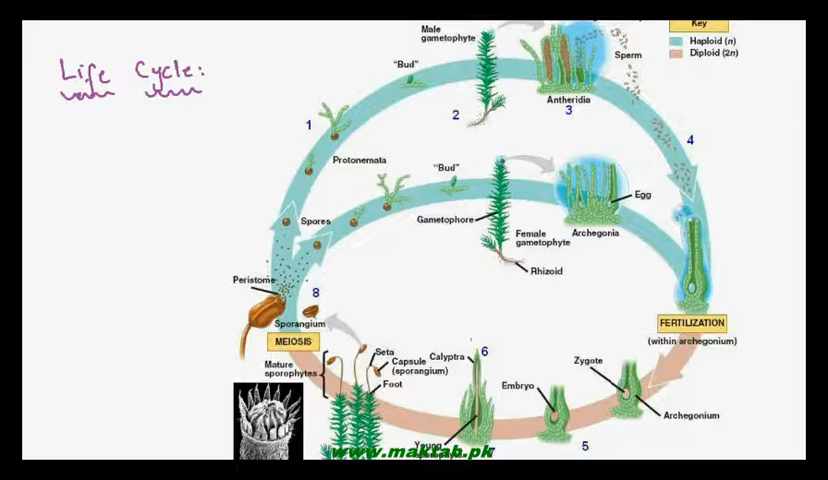 Key
Haploid (n)
Diploid (2n)
Life Cycle:
Male
gametophyte
"Bud"
Sperm
Antheridia
1
2
3
4
Protonemata
"Bud"
Egg
Spores
Gametophore
Female
gametophyte
Archegonia
Rhizoid
Peristome
8
Sporangium
MEIOSIS
FERTILIZATION
(within archegonium)
Mature
sporophytes
Seta
Capsule
(sporangium)
Foot
Calyptra
6
Zygote
Embryo
Archegonium
5
Young
www.maktab.pk